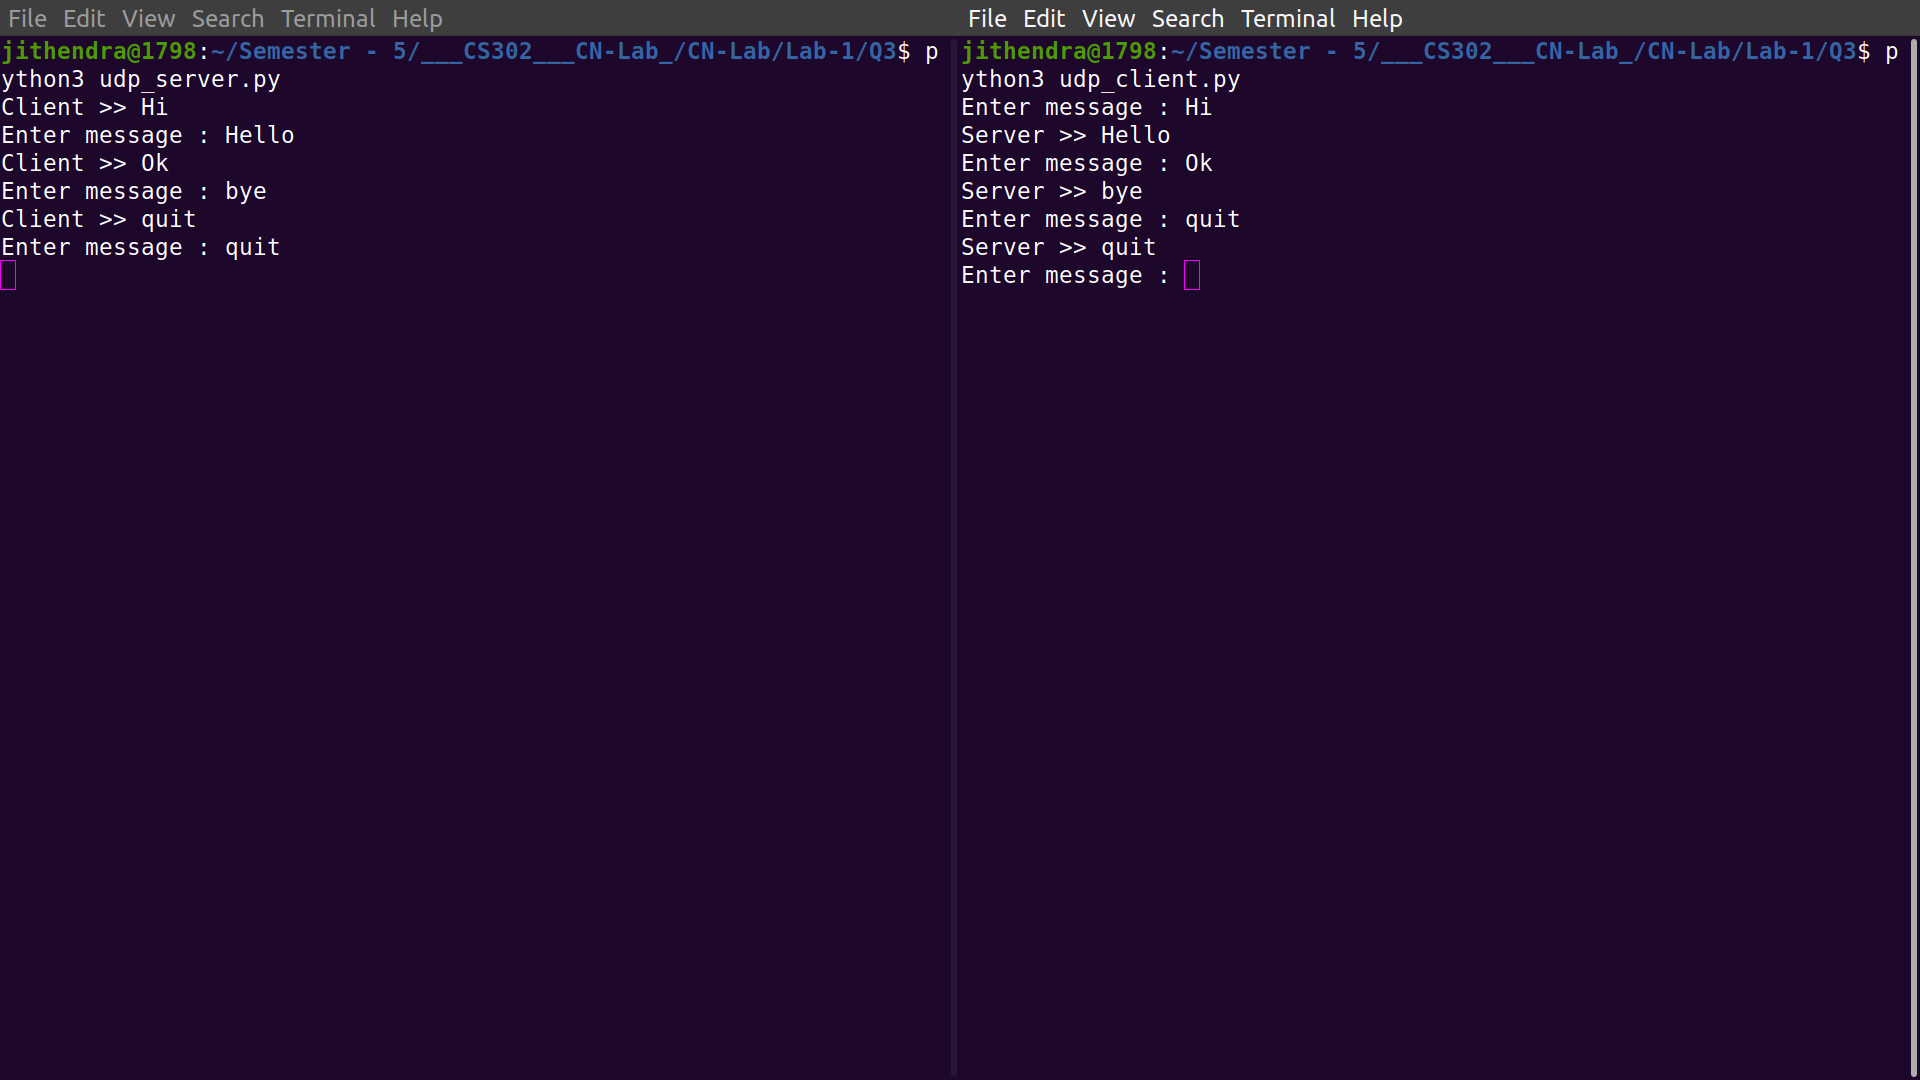 File Edit View Search Terminal Help
jithendra@1798:~/Semester - 5/___CS302___CN-Lab_/CN-Lab/Lab-1/Q3$ p
ython3 udp_server.py
Client >> Hi
Enter message : Hello
Client >> Ok
Enter message : bye
Client >> quit
Enter message : quit
File Edit View Search Terminal Help
jithendra@1798:~/Semester - 5/___CS302___CN-Lab_/CN-Lab/Lab-1/Q3$ p
ython3 udp_client.py
Enter message : Hi
Server >> Hello
Enter message : Ok
Server >> bye
Enter message : quit
Server >> quit
Enter message :